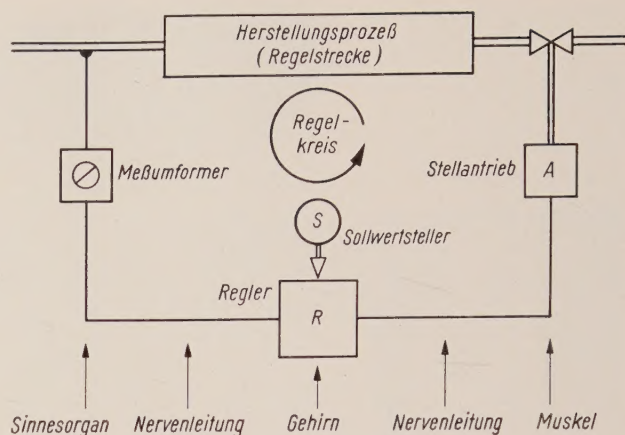 Herstellungsprozeß
(Regelstrecke)
Regel-
kreis
Meßumformer
Stellantrieb
A
S
Sollwertsteller
Regler
R
Sinnesorgan
Nervenleitung
Gehirn
Nervenleitung
Muskel